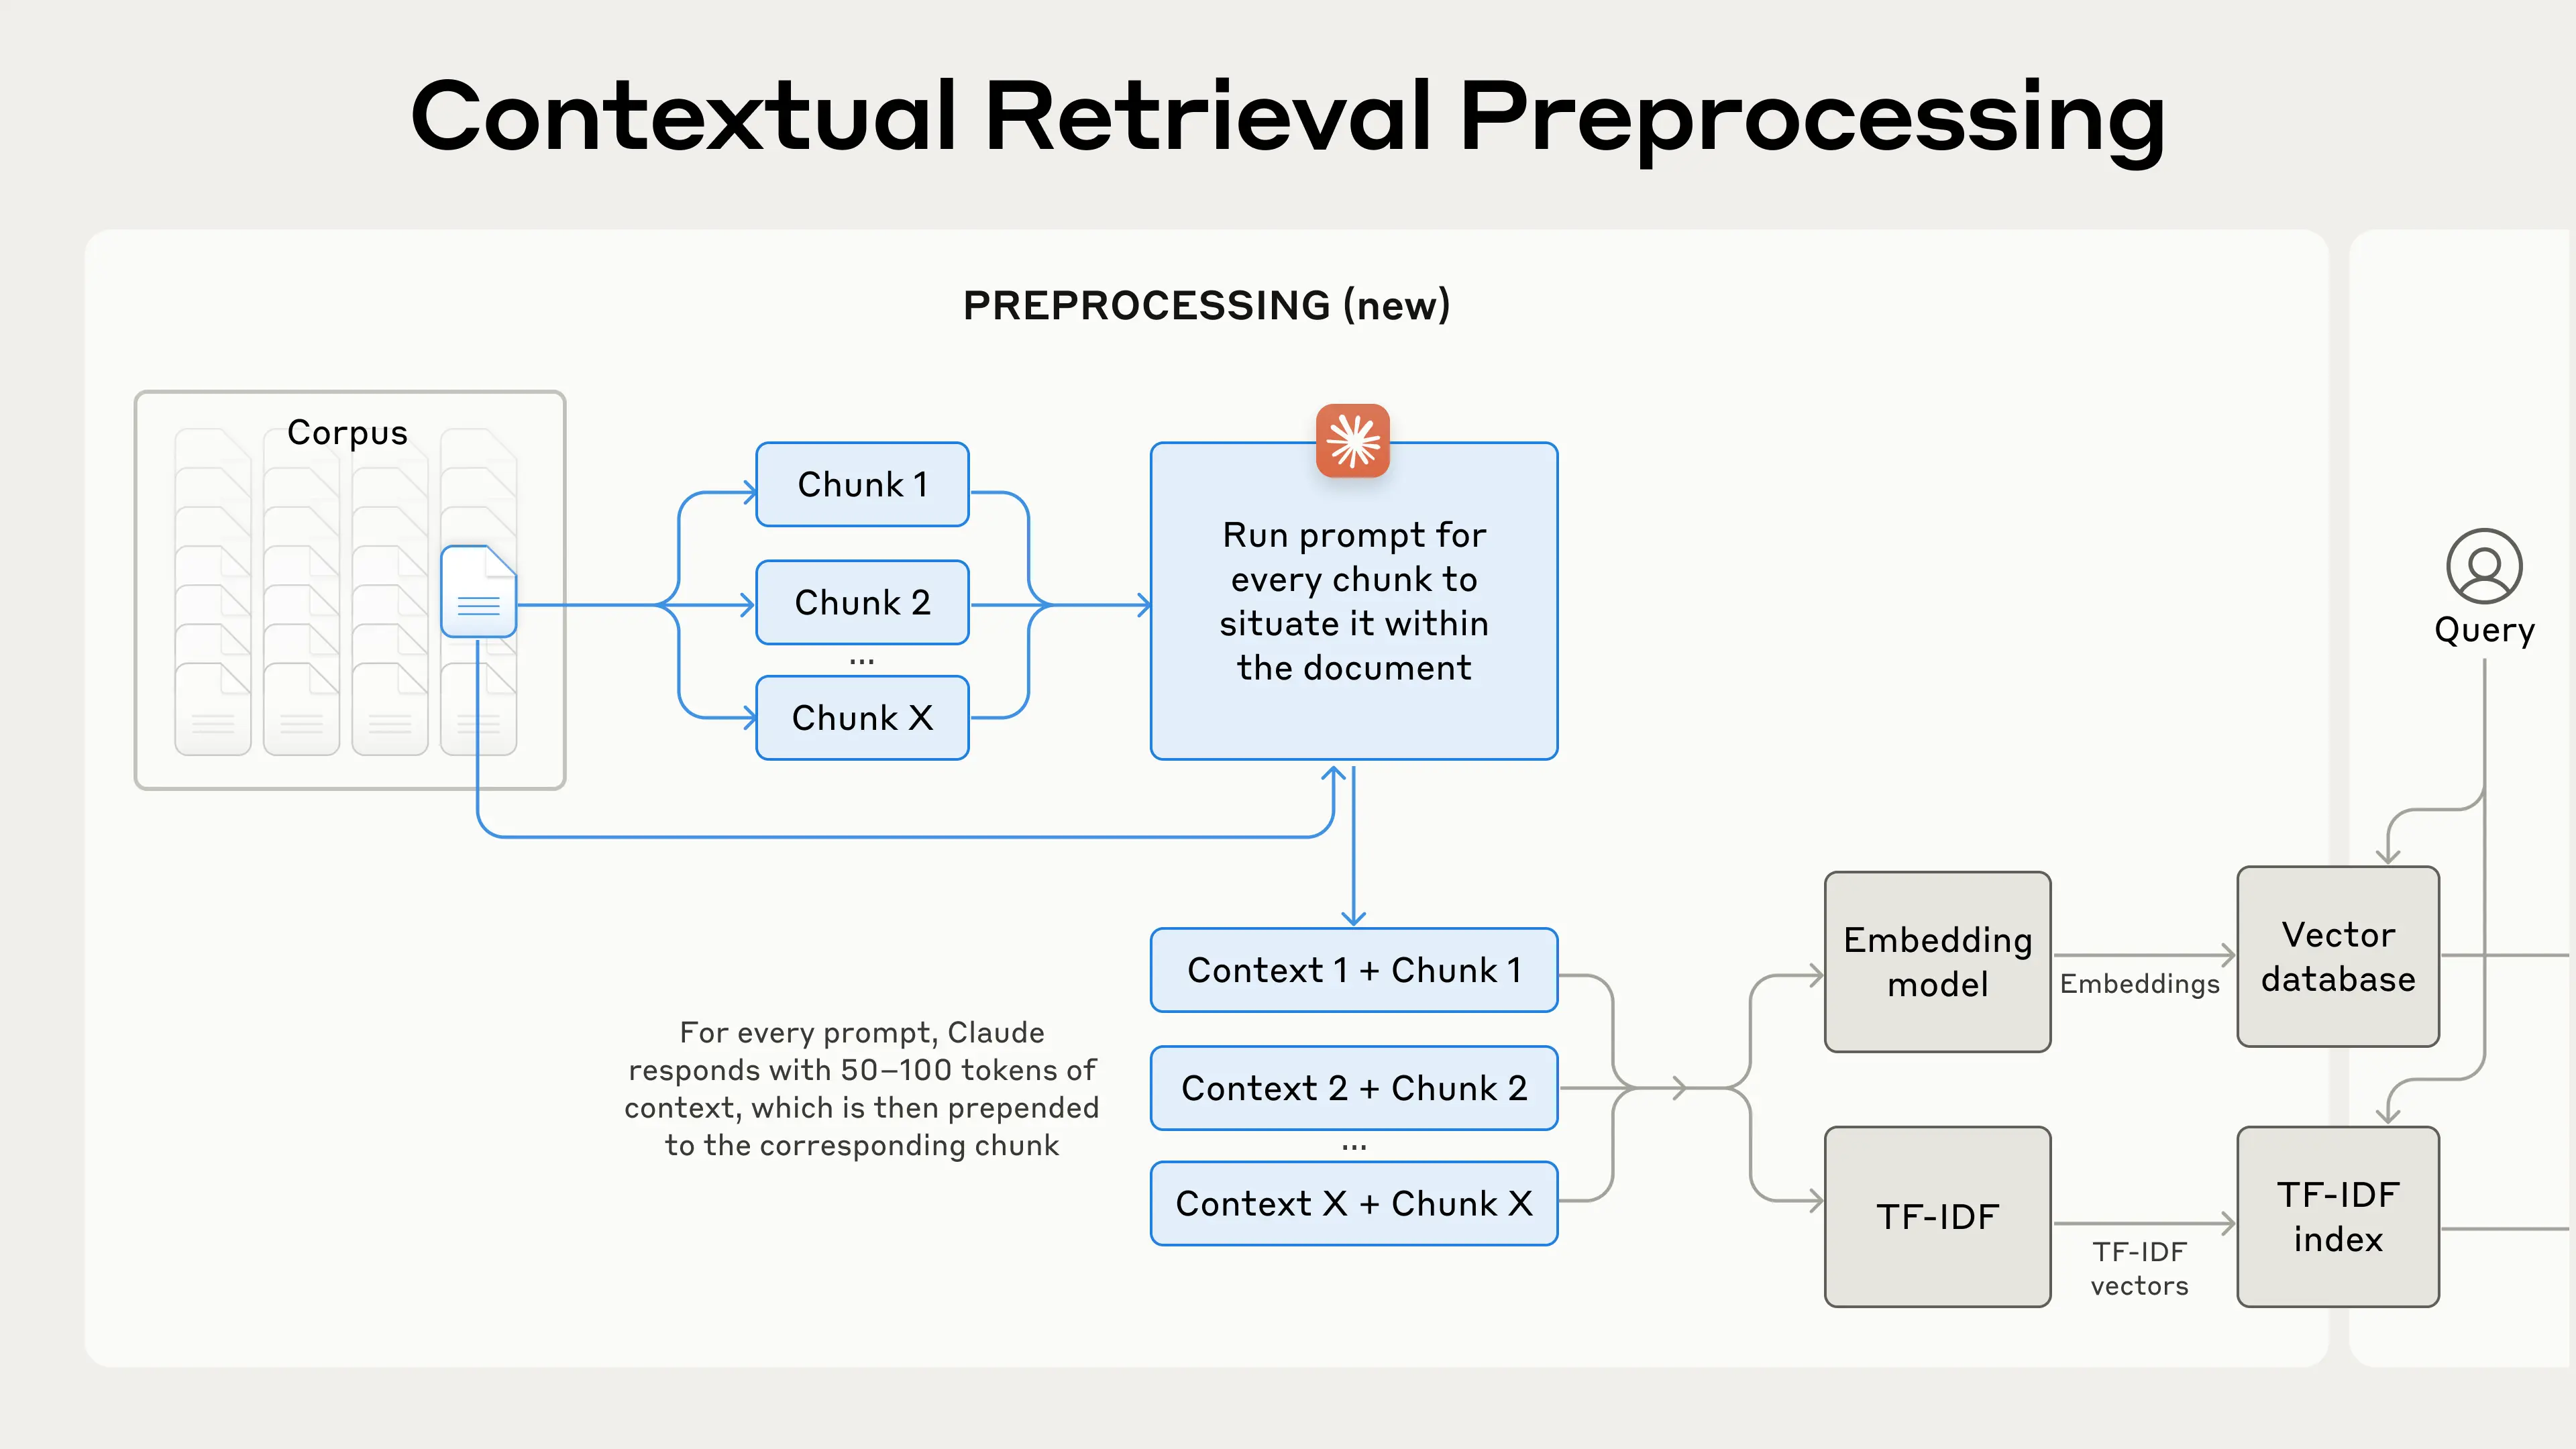 Contextual Retrieval Preprocessing
PREPROCESSING (new)
Corpus
Chunk 1
Chunk 2
...
Chunk X
Run prompt for
every chunk to
situate it within
the document
Query
For every prompt, Claude
responds with 50–100 tokens of
context, which is then prepended
to the corresponding chunk
Context 1 + Chunk 1
Context 2 + Chunk 2
...
Context X + Chunk X
Embedding
model
Embeddings
Vector
database
TF-IDF
TF-IDF
vectors
TF-IDF
index